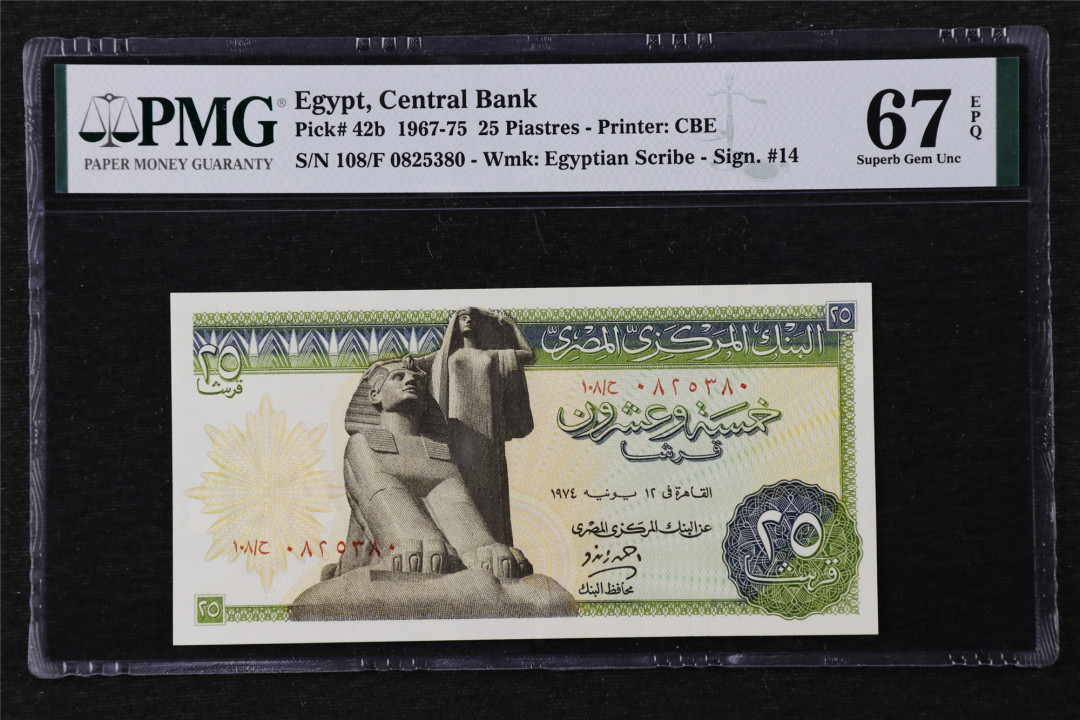 PMG®
PAPER MONEY GUARANTY
Egypt, Central Bank
Pick# 42b 1967-75 25 Piastres - Printer: CBE
S/N 108/F 0825380 - Wmk: Egyptian Scribe - Sign. #14
67
EPQ
Superb Gem Unc
البنك المركزى المصرى
٢٥
٢٥
قرشا
١٠٨/ح ٠٨٢٥٣٨٠
خمسة وعشرون
قرشا
القاهرة فى ١٢ يونيه ١٩٧٤
عن البنك المركزى المصرى
محافظ البنك
٢٥
قرشا
١٠٨/ح ٠٨٢٥٣٨٠
٢٥